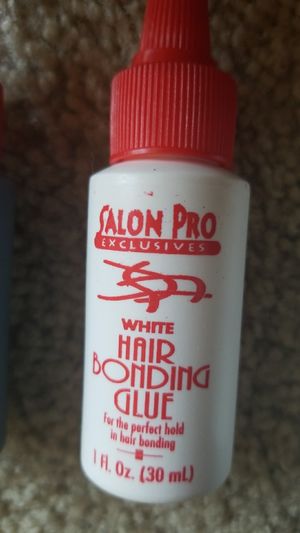 SALON PRO
EXCLUSIVES
WHITE
HAIR
BONDING
GLUE
For the perfect hold
in hair bonding
1 fl. Oz. (30 mL)